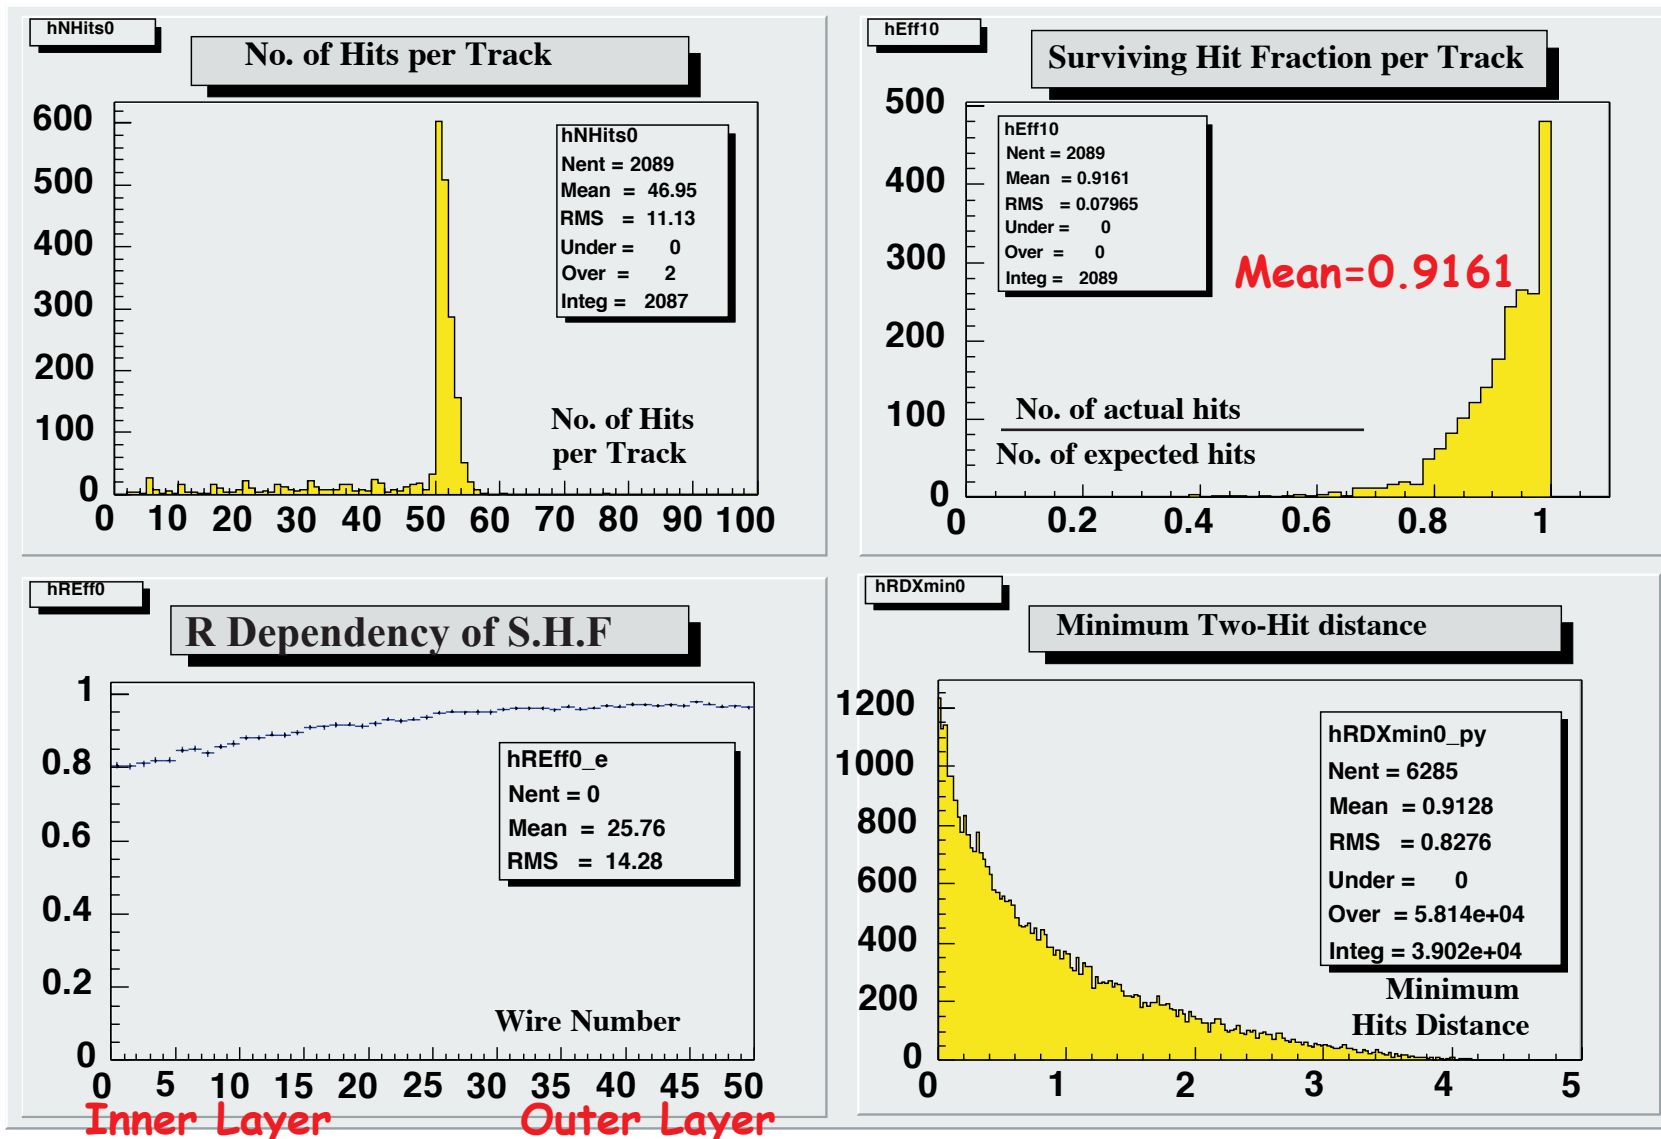 hNHits0
No. of Hits per Track
600
500
400
300
200
100
0
hNHits0
Nent = 2089
Mean = 46.95
RMS = 11.13
Under = 0
Over = 2
Integ = 2087
No. of Hits
per Track
0 10 20 30 40 50 60 70 80 90 100
hEff10
Surviving Hit Fraction per Track
500
400
300
200
100
0
hEff10
Nent = 2089
Mean = 0.9161
RMS = 0.07965
Under = 0
Over = 0
Integ = 2089
Mean=0.9161
No. of actual hits
No. of expected hits
0 0.2 0.4 0.6 0.8 1
hREff0
R Dependency of S.H.F
1
0.8
0.6
0.4
0.2
0
hREff0_e
Nent = 0
Mean = 25.76
RMS = 14.28
Wire Number
0 5 10 15 20 25 30 35 40 45 50
Inner Layer Outer Layer
hRDXmin0
Minimum Two-Hit distance
1200
1000
800
600
400
200
0
hRDXmin0_py
Nent = 6285
Mean = 0.9128
RMS = 0.8276
Under = 0
Over = 5.814e+04
Integ = 3.902e+04
Minimum
Hits Distance
0 1 2 3 4 5